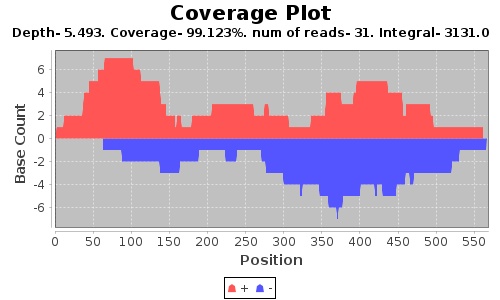 Coverage Plot
Depth- 5.493. Coverage- 99.123%. num of reads- 31. Integral- 3131.0
Base Count
6
4
2
0
-2
-4
-6
0 50 100 150 200 250 300 350 400 450 500 550
Position
+ -